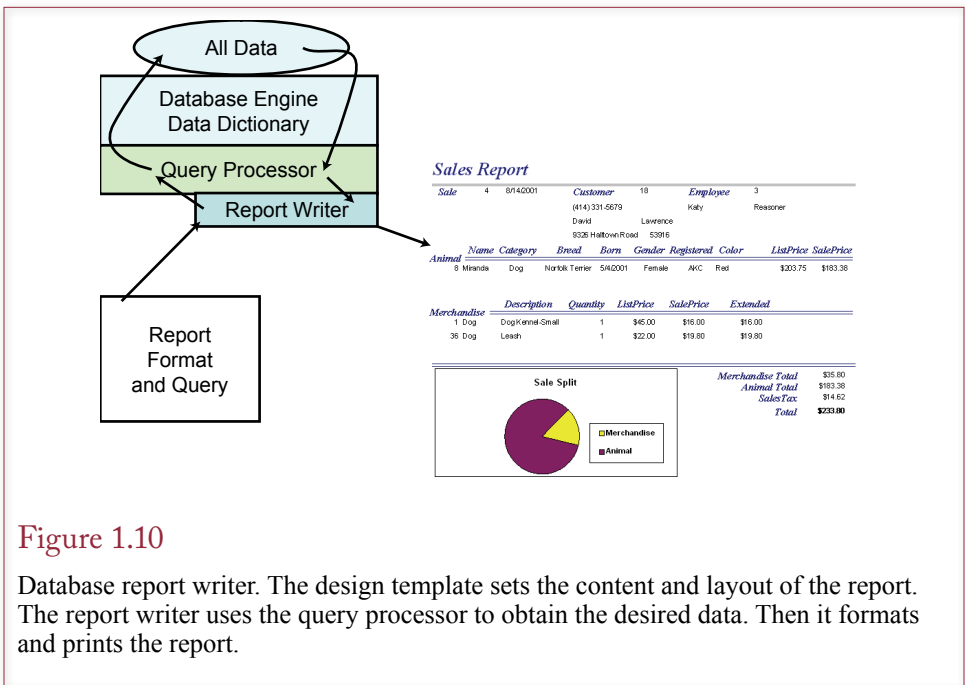 All Data
Database Engine
Data Dictionary
Query Processor
Report Writer
Report
Format
and Query
Sales Report
Sale 4 8/14/2001 Customer 18 Employee 3
(414) 331-5679 Katy Reasoner
David Lawrence
9326 Halltown Road 53916
Name Category Breed Born Gender Registered Color ListPrice SalePrice
Animal
8 Miranda Dog Norfolk Terrier 5/4/2001 Female AKC Red $203.75 $183.38
Description Quantity ListPrice SalePrice Extended
Merchandise
1 Dog Dog Kennel-Small 1 $45.00 $16.00 $16.00
36 Dog Leash 1 $22.00 $19.80 $19.80
Merchandise Total $35.80
Animal Total $183.38
SalesTax $14.62
Total $233.80
Sale Split
Merchandise
Animal
Figure 1.10
Database report writer. The design template sets the content and layout of the report.
The report writer uses the query processor to obtain the desired data. Then it formats
and prints the report.